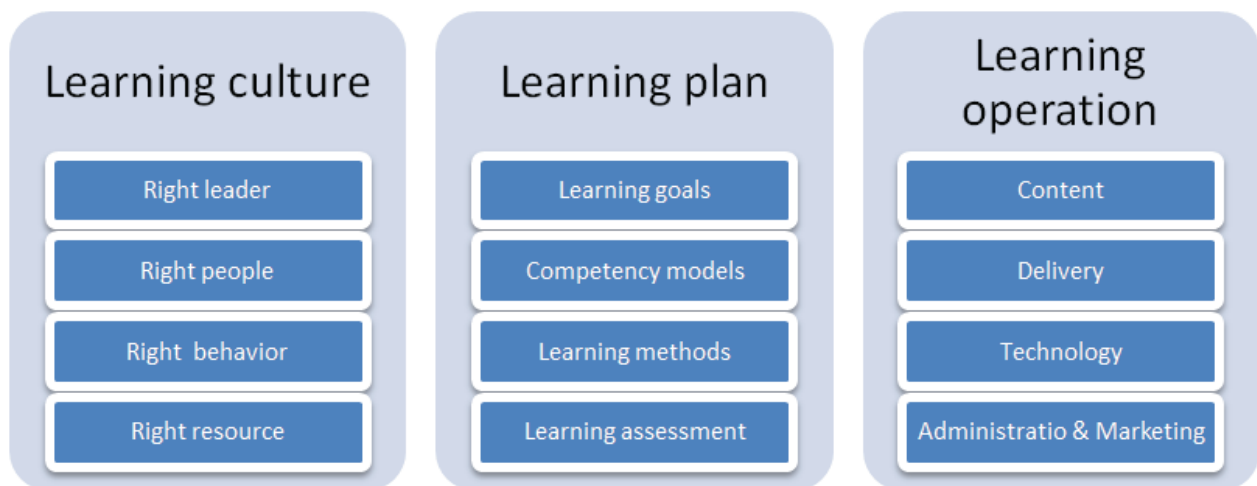 Learning culture
Right leader
Right people
Right  behavior
Right resource
Learning plan
Learning goals
Competency models
Learning methods
Learning assessment
Learning
operation
Content
Delivery
Technology
Administratio & Marketing